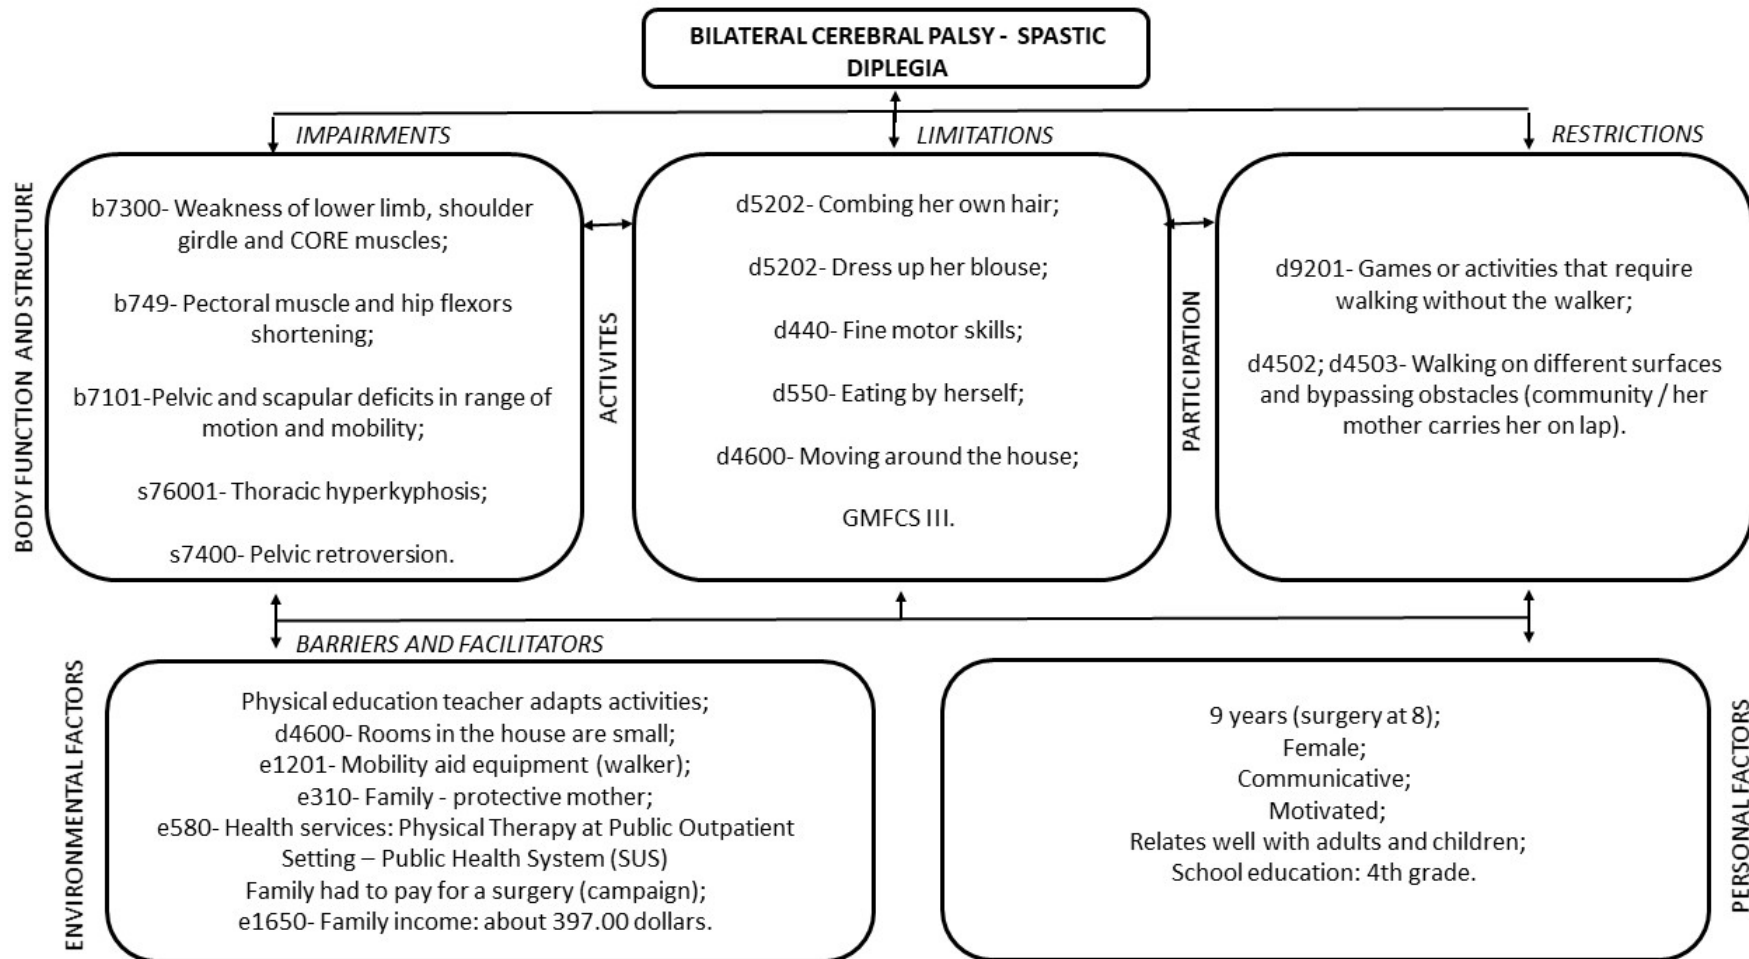 BILATERAL CEREBRAL PALSY - SPASTIC
DIPLEGIA
IMPAIRMENTS
LIMITATIONS
RESTRICTIONS
BODY FUNCTION AND STRUCTURE
b7300- Weakness of lower limb, shoulder
girdle and CORE muscles;
b749- Pectoral muscle and hip flexors
shortening;
b7101-Pelvic and scapular deficits in range of
motion and mobility;
s76001- Thoracic hyperkyphosis;
s7400- Pelvic retroversion.
ACTIVITES
d5202- Combing her own hair;
d5202- Dress up her blouse;
d440- Fine motor skills;
d550- Eating by herself;
d4600- Moving around the house;
GMFCS III.
PARTICIPATION
d9201- Games or activities that require
walking without the walker;
d4502; d4503- Walking on different surfaces
and bypassing obstacles (community / her
mother carries her on lap).
BARRIERS AND FACILITATORS
ENVIRONMENTAL FACTORS
Physical education teacher adapts activities;
d4600- Rooms in the house are small;
e1201- Mobility aid equipment (walker);
e310- Family - protective mother;
e580- Health services: Physical Therapy at Public Outpatient
Setting – Public Health System (SUS)
Family had to pay for a surgery (campaign);
e1650- Family income: about 397.00 dollars.
9 years (surgery at 8);
Female;
Communicative;
Motivated;
Relates well with adults and children;
School education: 4th grade.
PERSONAL FACTORS